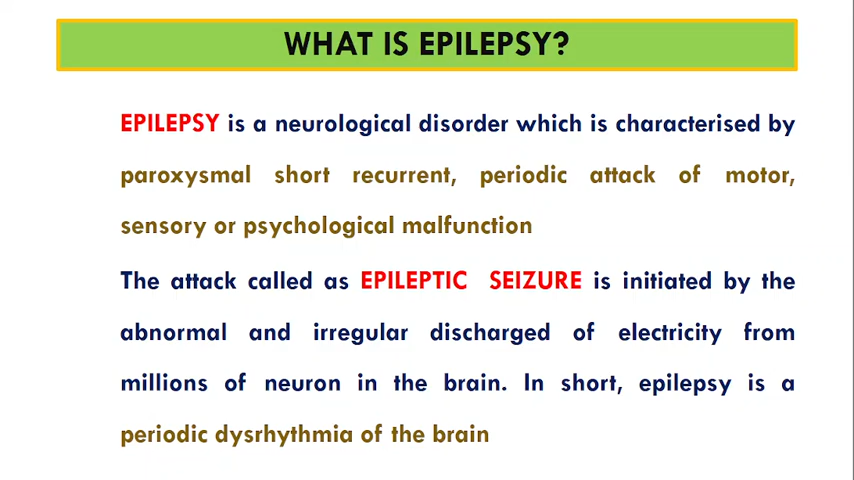 WHAT IS EPILEPSY?
EPILEPSY is a neurological disorder which is characterised by
paroxysmal short recurrent, periodic attack of motor,
sensory or psychological malfunction
The attack called as EPILEPTIC SEIZURE is initiated by the
abnormal and irregular discharged of electricity from
millions of neuron in the brain. In short, epilepsy is a
periodic dysrhythmia of the brain